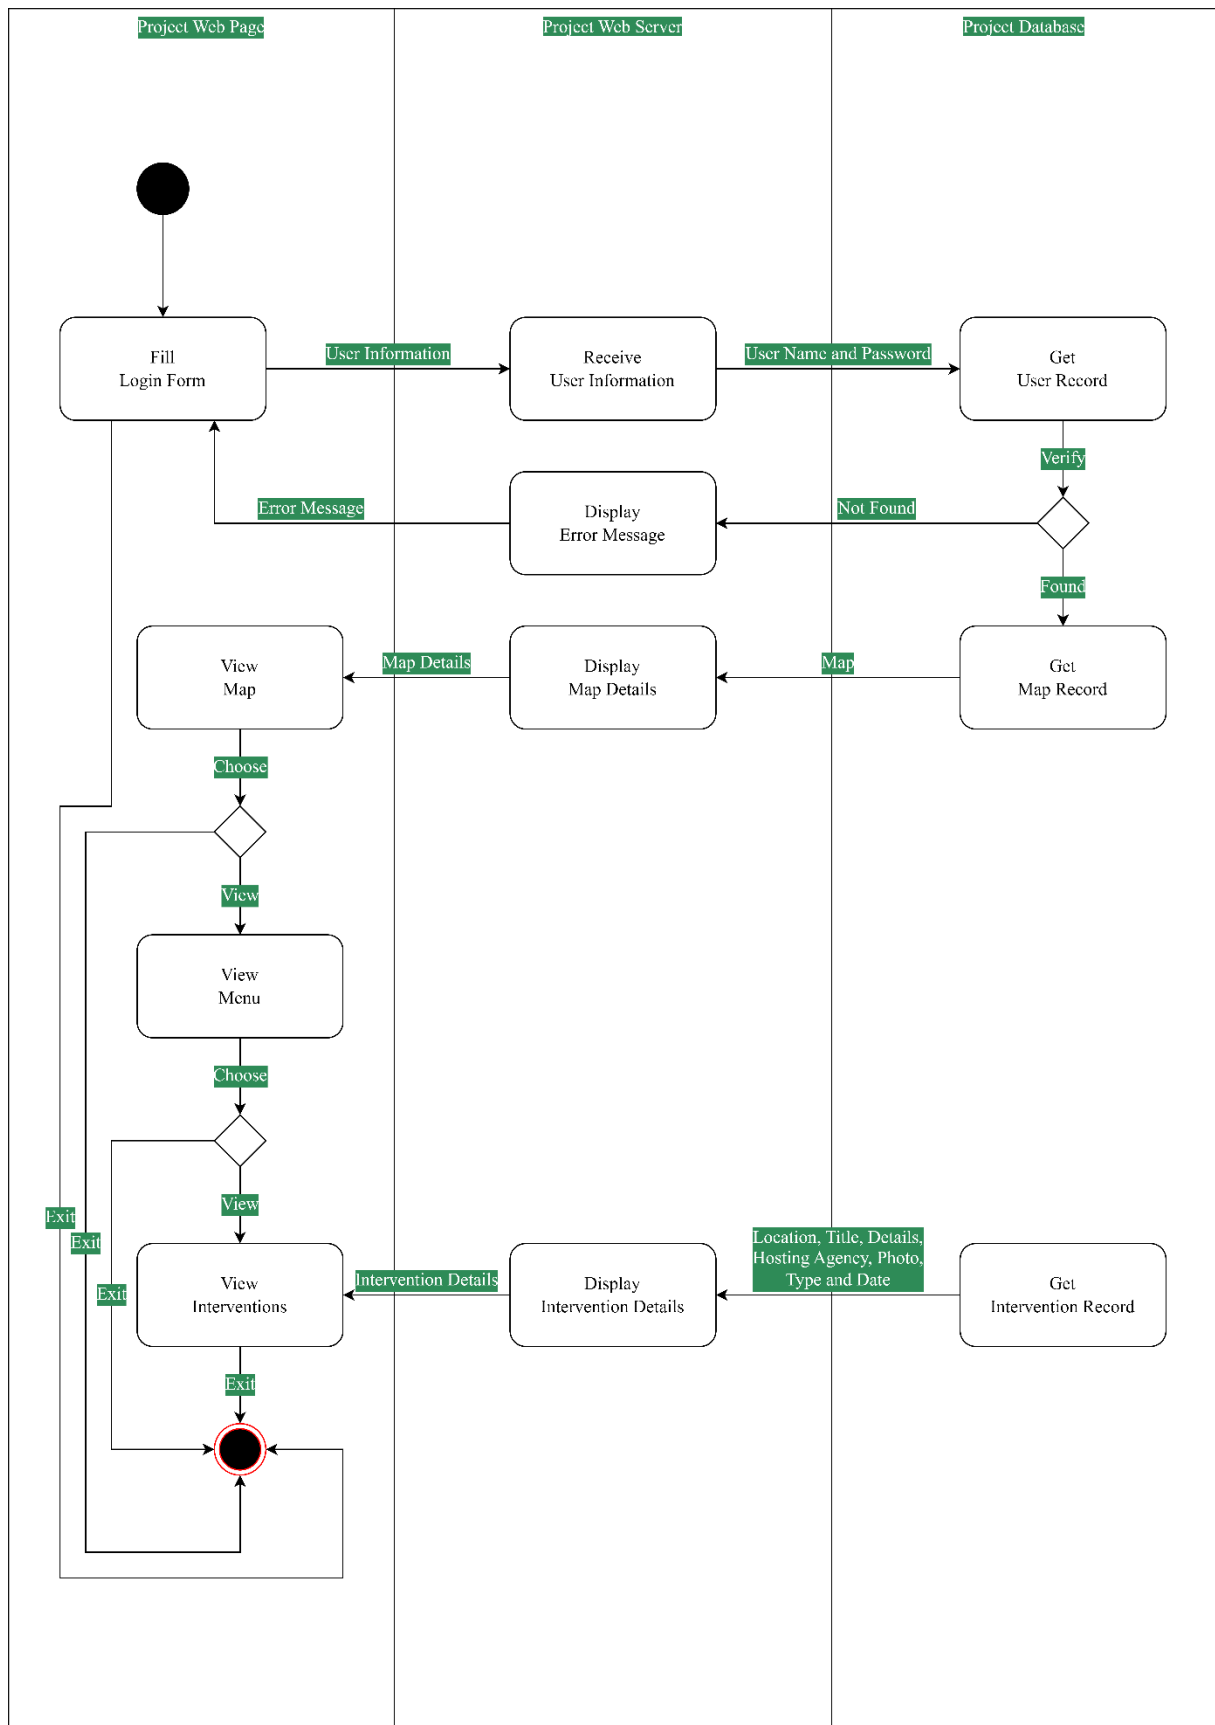 Project Web Page
Project Web Server
Project Database
Fill
Login Form
User Information
Receive
User Information
User Name and Password
Get
User Record
Verify
Error Message
Display
Error Message
Not Found
Found
View
Map
Map Details
Display
Map Details
Map
Get
Map Record
Choose
View
View
Menu
Choose
View
Exit
Exit
Exit
View
Interventions
Intervention Details
Display
Intervention Details
Location, Title, Details,
Hosting Agency, Photo,
Type and Date
Get
Intervention Record
Exit